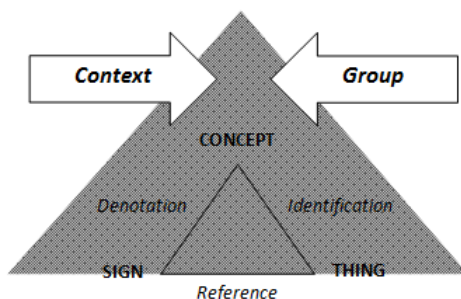 Context
Group
CONCEPT
Denotation
Identification
SIGN
THING
Reference